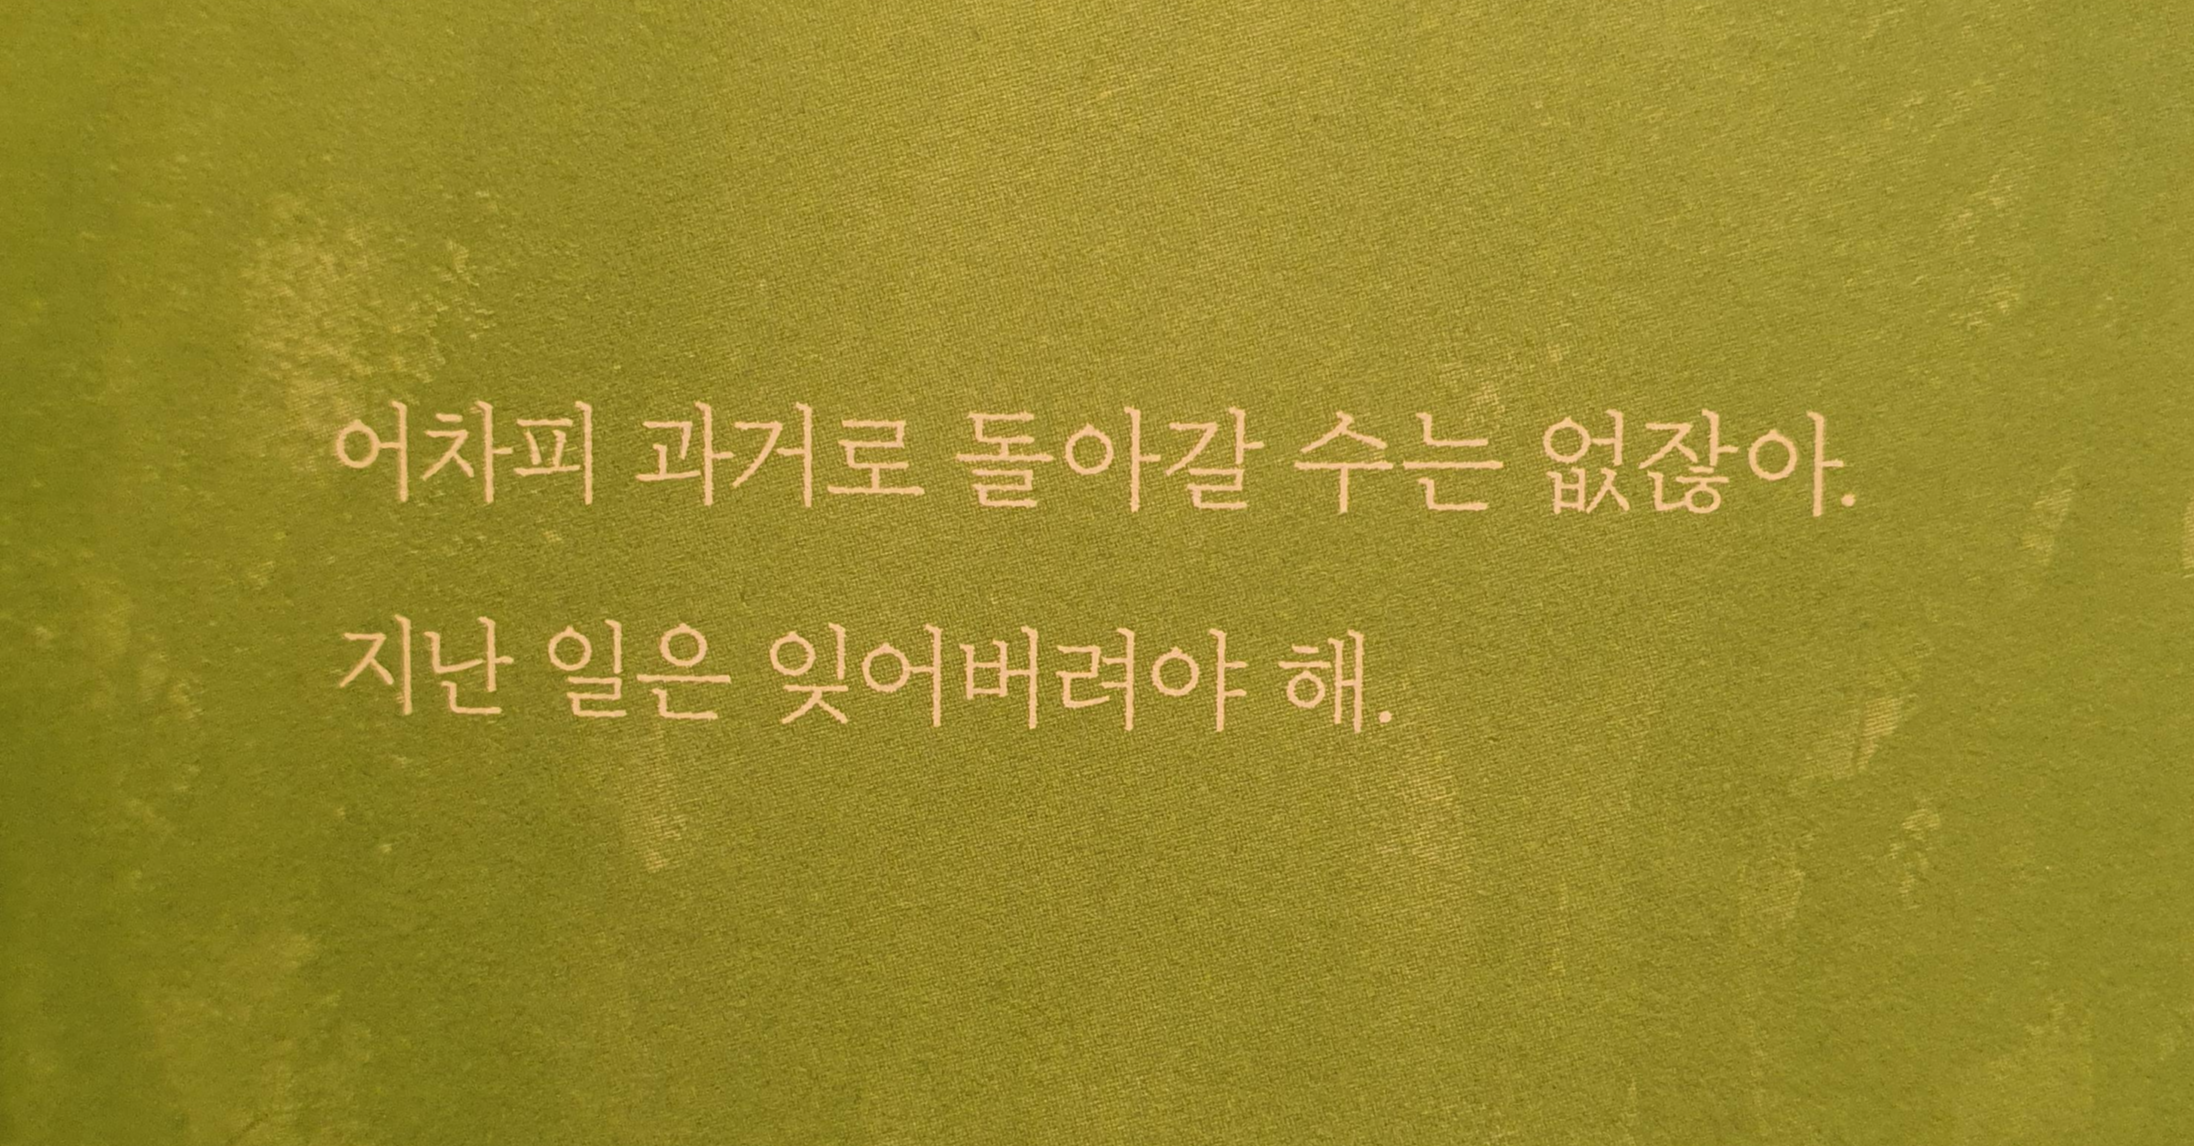 어차피 과거로 돌아갈 수는 없잖아.
지난 일은 잊어버려야 해.